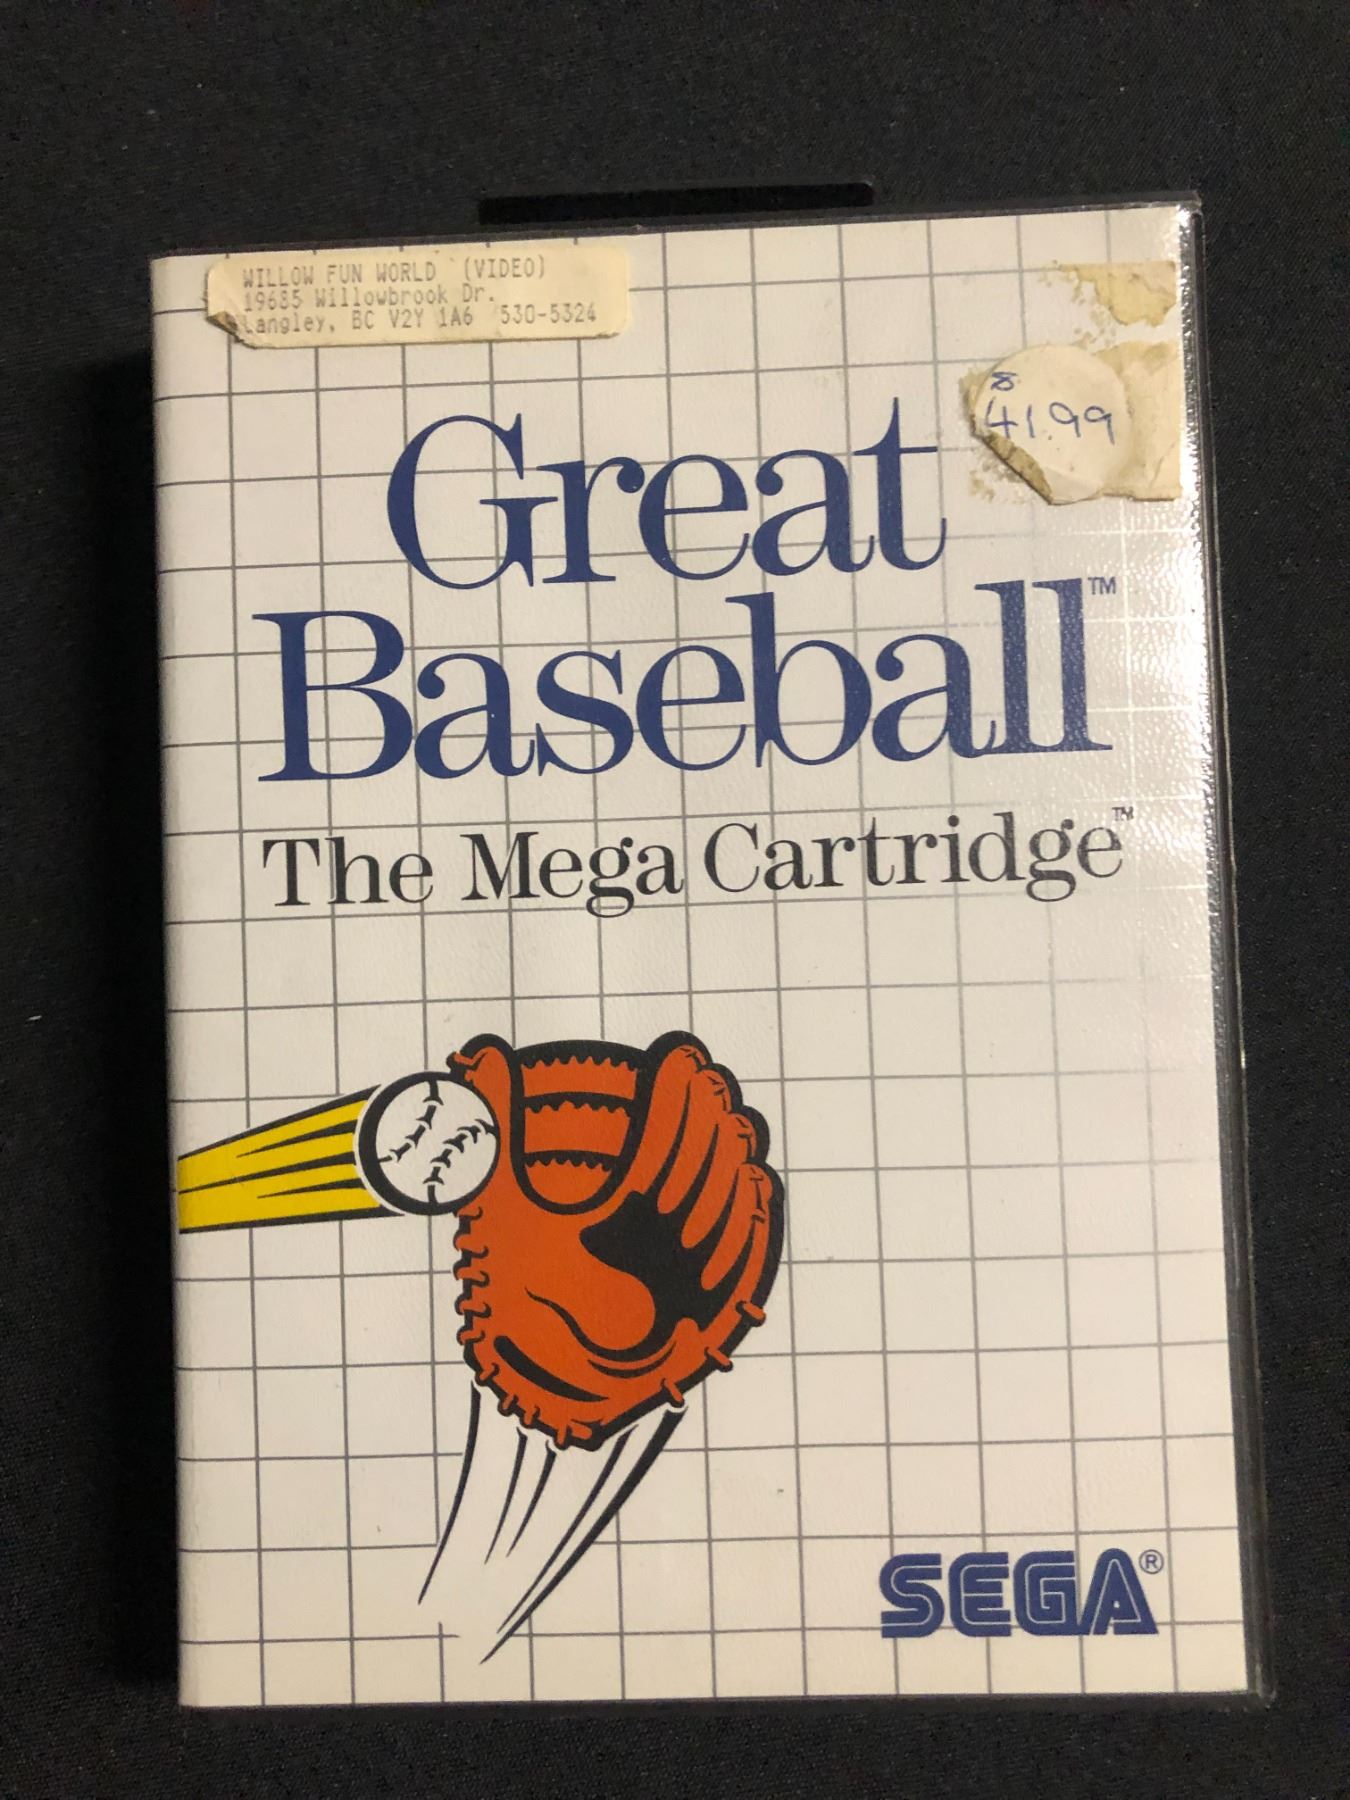 WILLOW FUN WORLD (VIDEO)
19685 Willowbrook Dr.
Langley, BC V2Y 1A6 530-5324
41.99
Great
Baseball™
The Mega Cartridge™
SEGA®